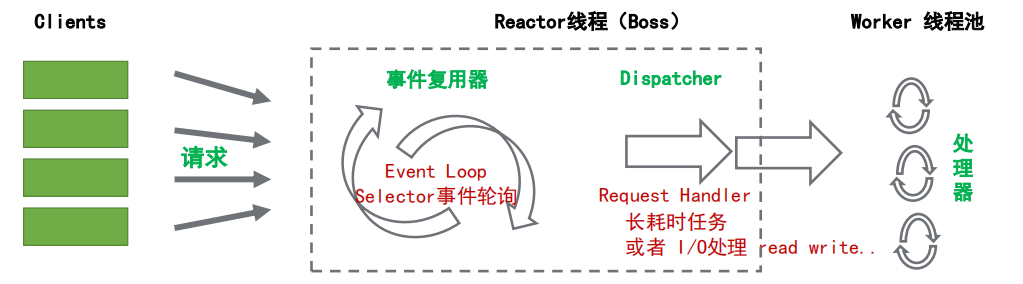 Clients
Reactor线程（Boss）
Worker 线程池
事件复用器
Dispatcher
请求
Event Loop
Selector事件轮询
Request Handler
长耗时任务
或者 I/O处理 read write..
处
理
器